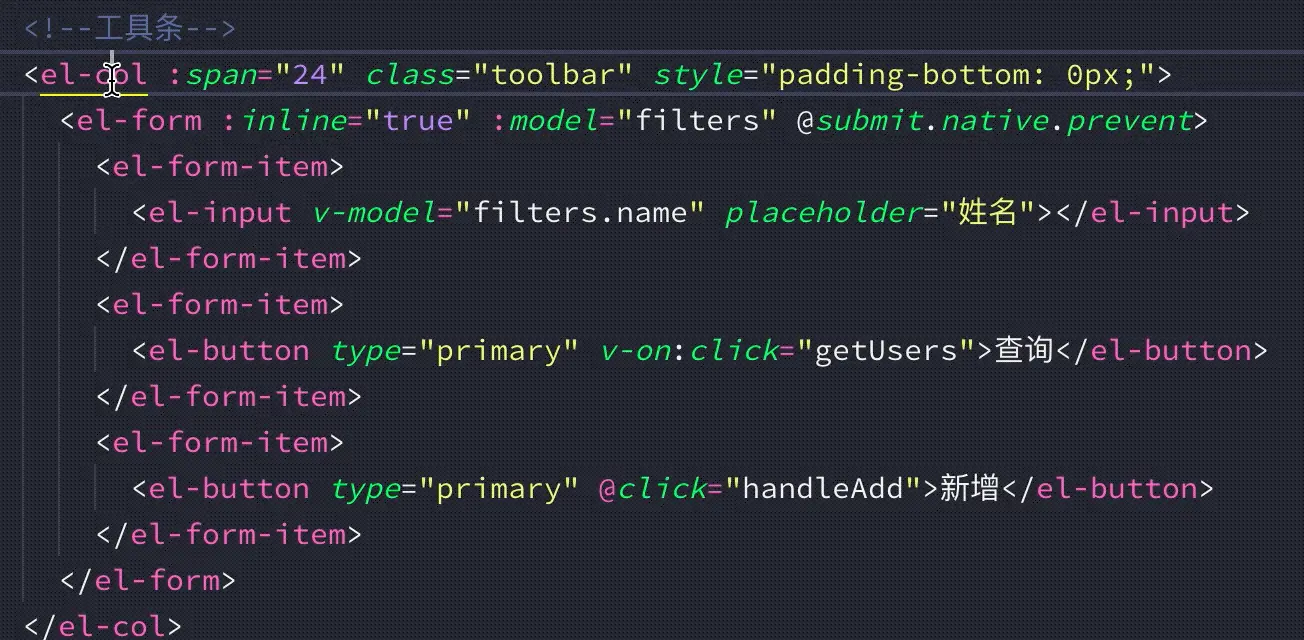 <!--工具条-->
<el-col :span="24" class="toolbar" style="padding-bottom: 0px;">
<el-form :inline="true" :model="filters" @submit.native.prevent>
<el-form-item>
<el-input v-model="filters.name" placeholder="姓名"></el-input>
</el-form-item>
<el-form-item>
<el-button type="primary" v-on:click="getUsers">查询</el-button>
</el-form-item>
<el-form-item>
<el-button type="primary" @click="handleAdd">新增</el-button>
</el-form-item>
</el-form>
</el-col>